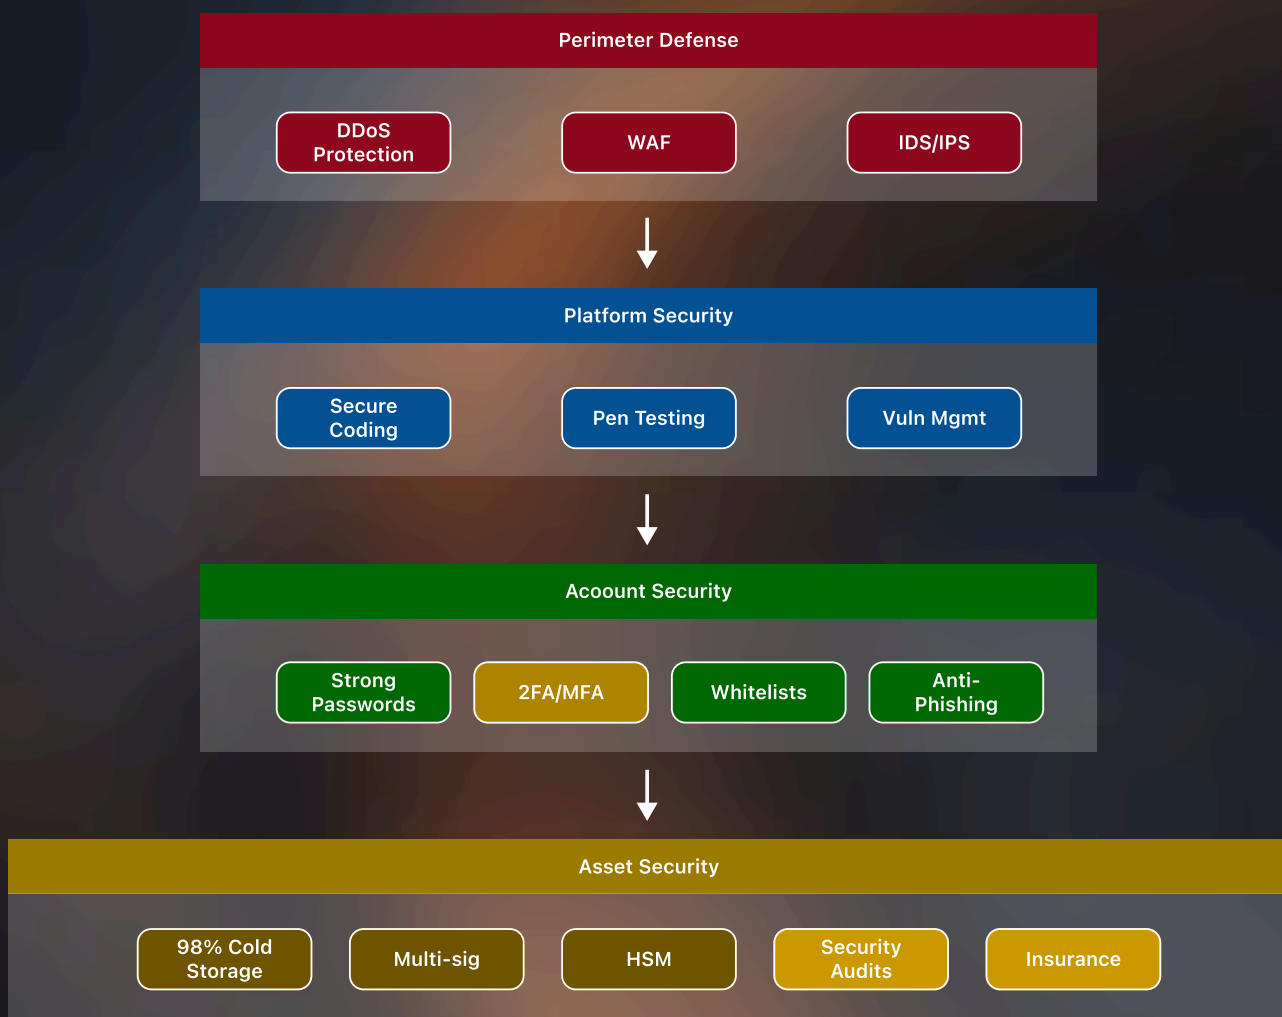 Perimeter Defense
DDoS
Protection
WAF
IDS/IPS
Platform Security
Secure
Coding
Pen Testing
Vuln Mgmt
Acoount Security
Strong
Passwords
2FA/MFA
Whitelists
Anti-
Phishing
Asset Security
98% Cold
Storage
Multi-sig
HSM
Security
Audits
Insurance